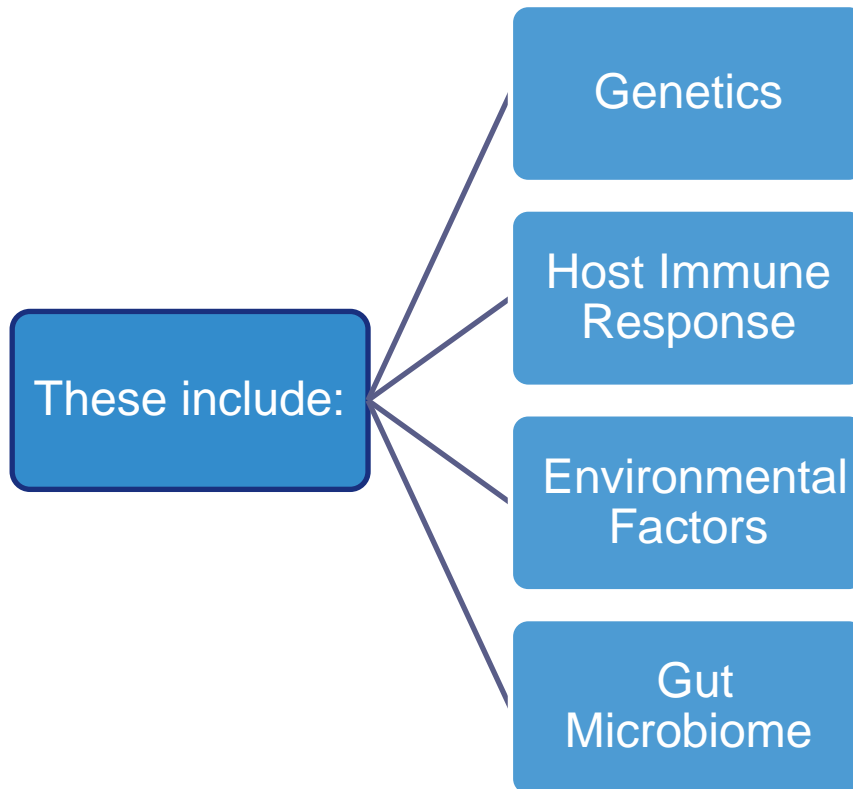 Genetics
Host Immune
Response
These include:
Environmental
Factors
Gut
Microbiome